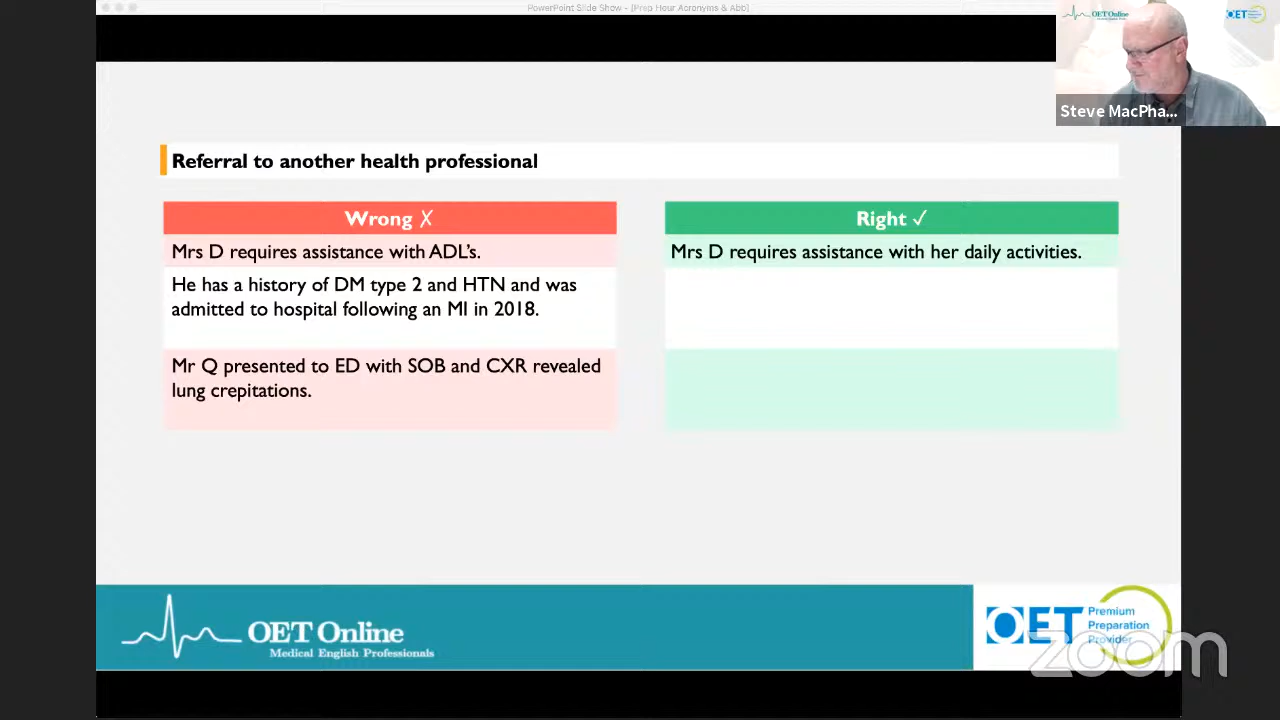 PowerPoint Slide Show - [Prep Hour Acronyms & Abb]
OET Online
OET
Steve MacPha...
Referral to another health professional
Wrong ✗
Right ✓
Mrs D requires assistance with ADL's.
Mrs D requires assistance with her daily activities.
He has a history of DM type 2 and HTN and was
admitted to hospital following an MI in 2018.
Mr Q presented to ED with SOB and CXR revealed
lung crepitations.
OET Online
Medical English Professionals
OET
Premium
Preparation
Provider
zoom